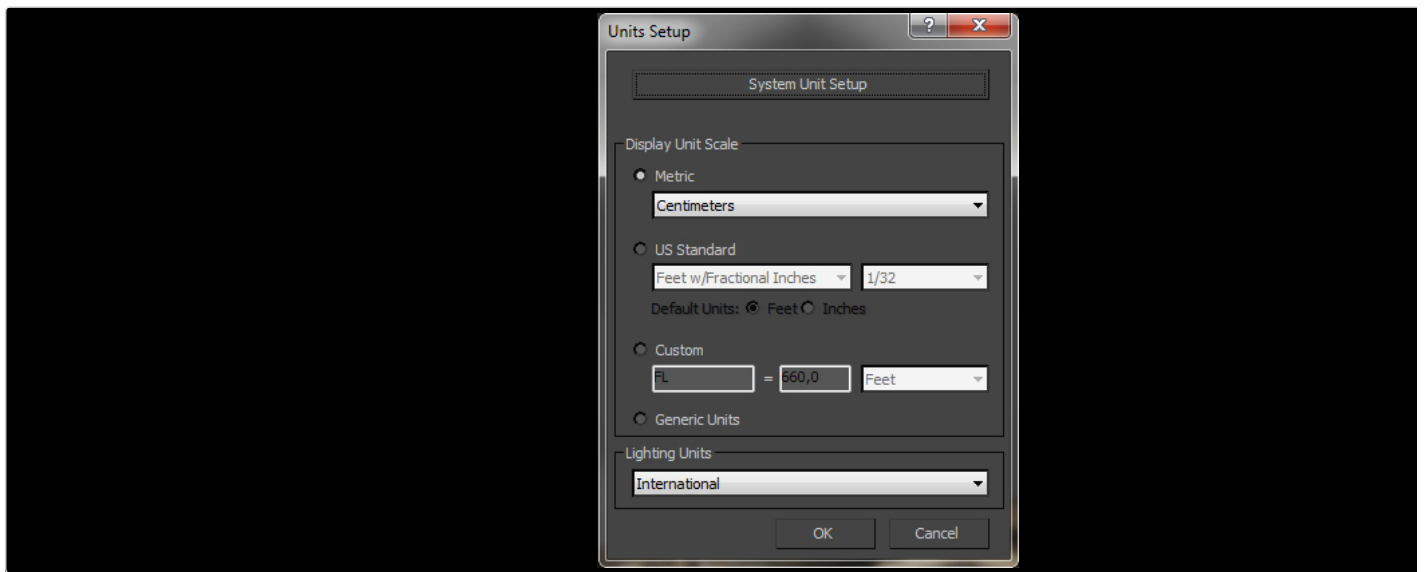 Units Setup
?
System Unit Setup
Display Unit Scale
Metric
Centimeters
US Standard
Feet w/Fractional Inches 1/32
Default Units: Feet Inches
Custom
FL = 660,0 Feet
Generic Units
Lighting Units
International
OK Cancel